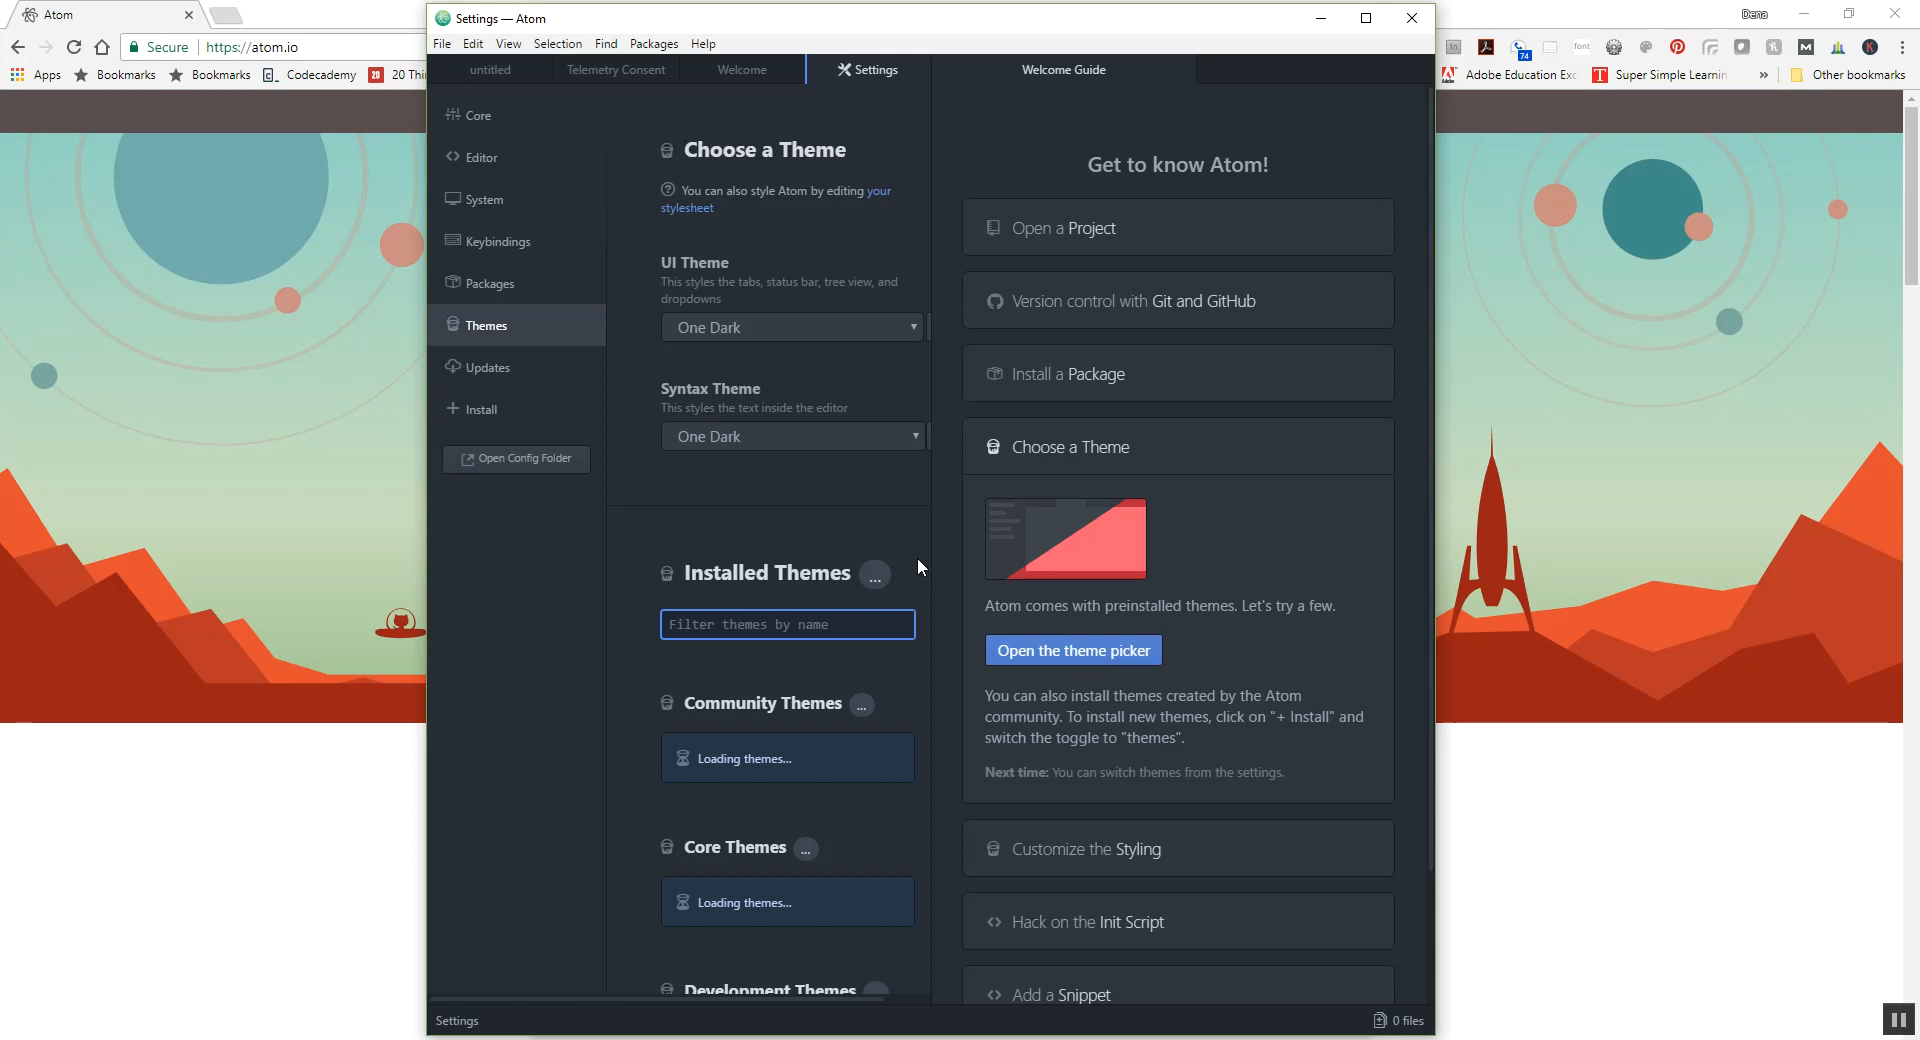 Atom
Settings — Atom
Dena
Secure
https://atom.io
File Edit View Selection Find Packages Help
In
74
font
Apps
Bookmarks
Bookmarks
Codecademy
20
20 Thi
untitled
Telemetry Consent
Welcome
Settings
Welcome Guide
Adobe Education Exc
Super Simple Learnin
»
Other bookmarks
Core
Editor
System
Keybindings
Packages
Themes
Updates
Install
Open Config Folder
Choose a Theme
You can also style Atom by editing your
stylesheet
UI Theme
This styles the tabs, status bar, tree view, and
dropdowns
One Dark
Syntax Theme
This styles the text inside the editor
One Dark
Installed Themes
...
Filter themes by name
Community Themes
...
Loading themes...
Core Themes
...
Loading themes...
Development Themes
Get to know Atom!
Open a Project
Version control with Git and GitHub
Install a Package
Choose a Theme
Atom comes with preinstalled themes. Let's try a few.
Open the theme picker
You can also install themes created by the Atom
community. To install new themes, click on "+ Install" and
switch the toggle to "themes".
Next time: You can switch themes from the settings.
Customize the Styling
Hack on the Init Script
Add a Snippet
Settings
0 files